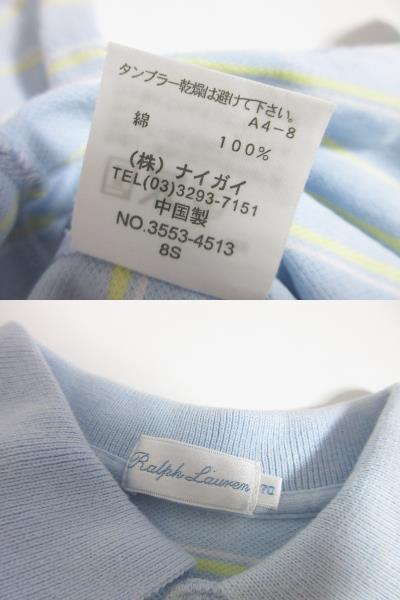 タンブラー乾燥は避けて下さい。
A4-8
綿
100%
(株) ナイガイ
TEL(03)3293-7151
中国製
NO.3553-4513
8S
Ralph Lauren
70